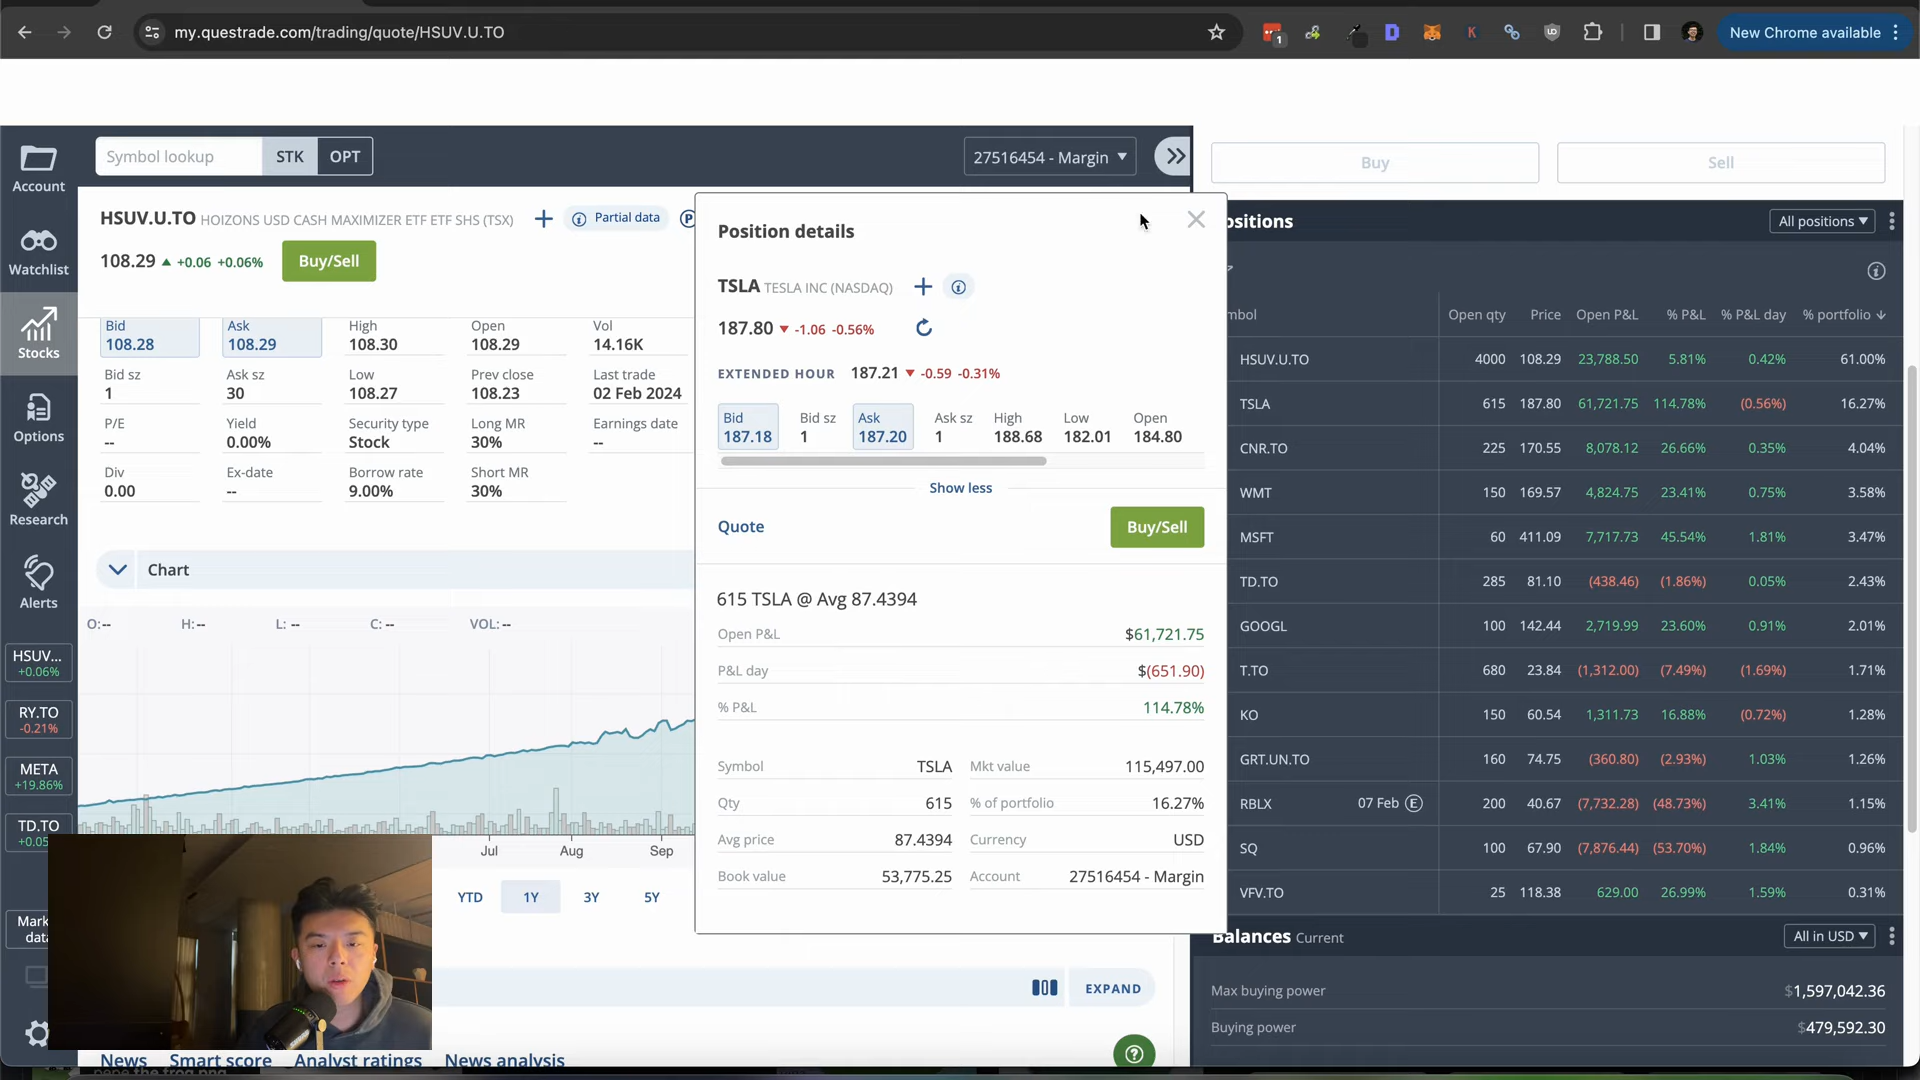 my.questrade.com/trading/quote/HSUV.U.TO
1
New Chrome available
Symbol lookup
STK
OPT
27516454 - Margin
Buy
Sell
Account
Watchlist
Stocks
Options
Research
Alerts
HSUV...
+0.06%
RY.TO
-0.21%
META
+19.86%
TD.TO
HSUV.U.TO HOIZONS USD CASH MAXIMIZER ETF ETF SHS (TSX)
Partial data
P
108.29 +0.06 +0.06%
Buy/Sell
Bid 108.28
Ask 108.29
High 108.30
Open 108.29
Vol 14.16K
Bid sz 1
Ask sz 30
Low 108.27
Prev close 108.23
Last trade 02 Feb 2024
P/E --
Yield 0.00%
Security type Stock
Long MR 30%
Earnings date --
Div 0.00
Ex-date --
Borrow rate 9.00%
Short MR 30%
Chart
O:-- H:-- L: -- C: -- VOL:--
Jul Aug Sep
YTD 1Y 3Y 5Y
EXPAND
News Smart score Analyst ratings News analysis
Position details
TSLA TESLA INC (NASDAQ)
187.80 -1.06 -0.56%
EXTENDED HOUR 187.21 -0.59 -0.31%
Bid 187.18
Bid sz 1
Ask 187.20
Ask sz 1
High 188.68
Low 182.01
Open 184.80
Show less
Quote
Buy/Sell
615 TSLA @ Avg 87.4394
Open P&L $61,721.75
P&L day $(651.90)
% P&L 114.78%
Symbol TSLA Mkt value 115,497.00
Qty 615 % of portfolio 16.27%
Avg price 87.4394 Currency USD
Book value 53,775.25 Account 27516454 - Margin
ositions
All positions
mbol Open qty Price Open P&L % P&L % P&L day % portfolio
HSUV.U.TO 4000 108.29 23,788.50 5.81% 0.42% 61.00%
TSLA 615 187.80 61,721.75 114.78% (0.56%) 16.27%
CNR.TO 225 170.55 8,078.12 26.66% 0.35% 4.04%
WMT 150 169.57 4,824.75 23.41% 0.75% 3.58%
MSFT 60 411.09 7,717.73 45.54% 1.81% 3.47%
TD.TO 285 81.10 (438.46) (1.86%) 0.05% 2.43%
GOOGL 100 142.44 2,719.99 23.60% 0.91% 2.01%
T.TO 680 23.84 (1,312.00) (7.49%) (1.69%) 1.71%
KO 150 60.54 1,311.73 16.88% (0.72%) 1.28%
GRT.UN.TO 160 74.75 (360.80) (2.93%) 1.03% 1.26%
RBLX 07 Feb E 200 40.67 (7,732.28) (48.73%) 3.41% 1.15%
SQ 100 67.90 (7,876.44) (53.70%) 1.84% 0.96%
VFV.TO 25 118.38 629.00 26.99% 1.59% 0.31%
Balances Current
All in USD
Max buying power $1,597,042.36
Buying power $479,592.30